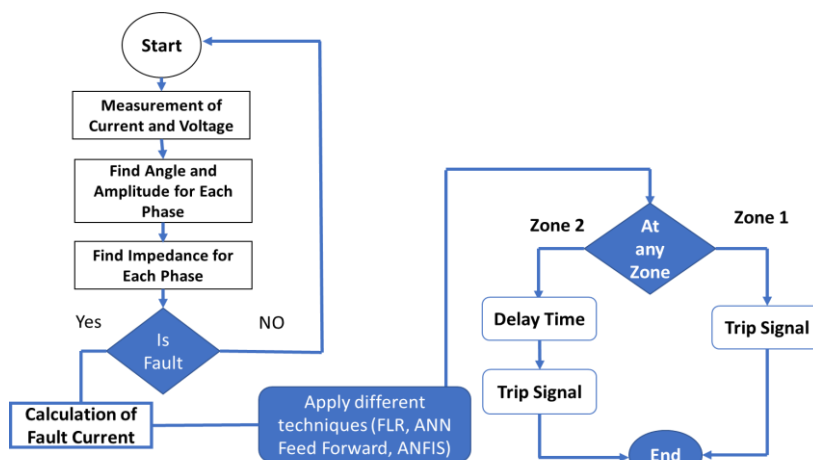 Start
Measurement of
Current and Voltage
Find Angle and
Amplitude for Each
Phase
Find Impedance for
Each Phase
Yes
NO
Is
Fault
Calculation of
Fault Current
Apply different
techniques (FLR, ANN
Feed Forward, ANFIS)
At
any
Zone
Zone 2
Zone 1
Delay Time
Trip Signal
Trip Signal
End